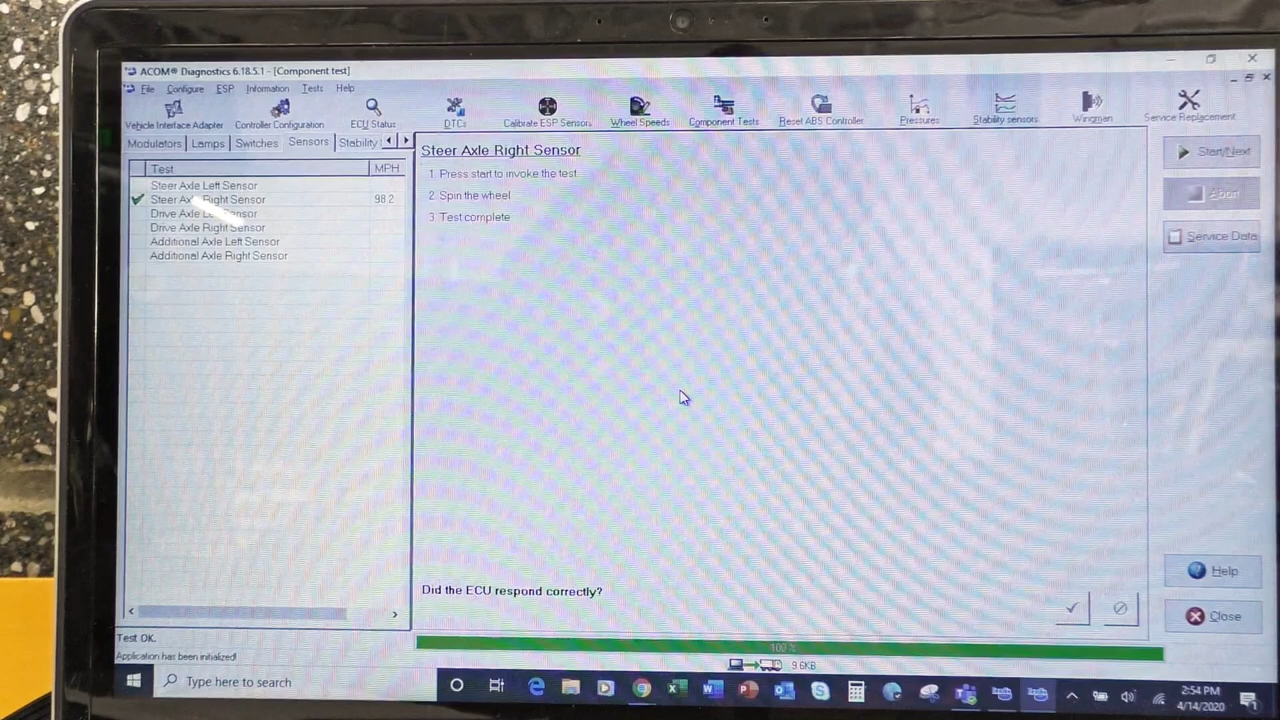 ACOM® Diagnostics 6.18.5.1 - [Component test]
File Configure ESP Information Tests Help
Vehicle Interface Adapter Controller Configuration ECU Status DTCs Calibrate ESP Sensors Wheel Speeds Component Tests Reset ABS Controller Pressures Stability sensors Wingman Service Replacement
Modulators Lamps Switches Sensors Stability
Test MPH
Steer Axle Left Sensor
Steer Axle Right Sensor 98.2
Drive Axle Left Sensor
Drive Axle Right Sensor
Additional Axle Left Sensor
Additional Axle Right Sensor
Steer Axle Right Sensor
1 Press start to invoke the test
2 Spin the wheel
3 Test complete
Start/Next
Abort
Service Data
Did the ECU respond correctly?
Help
Close
Test OK.
100 %
Application has been initialized!
9.6KB
Type here to search
2:54 PM
4/14/2020